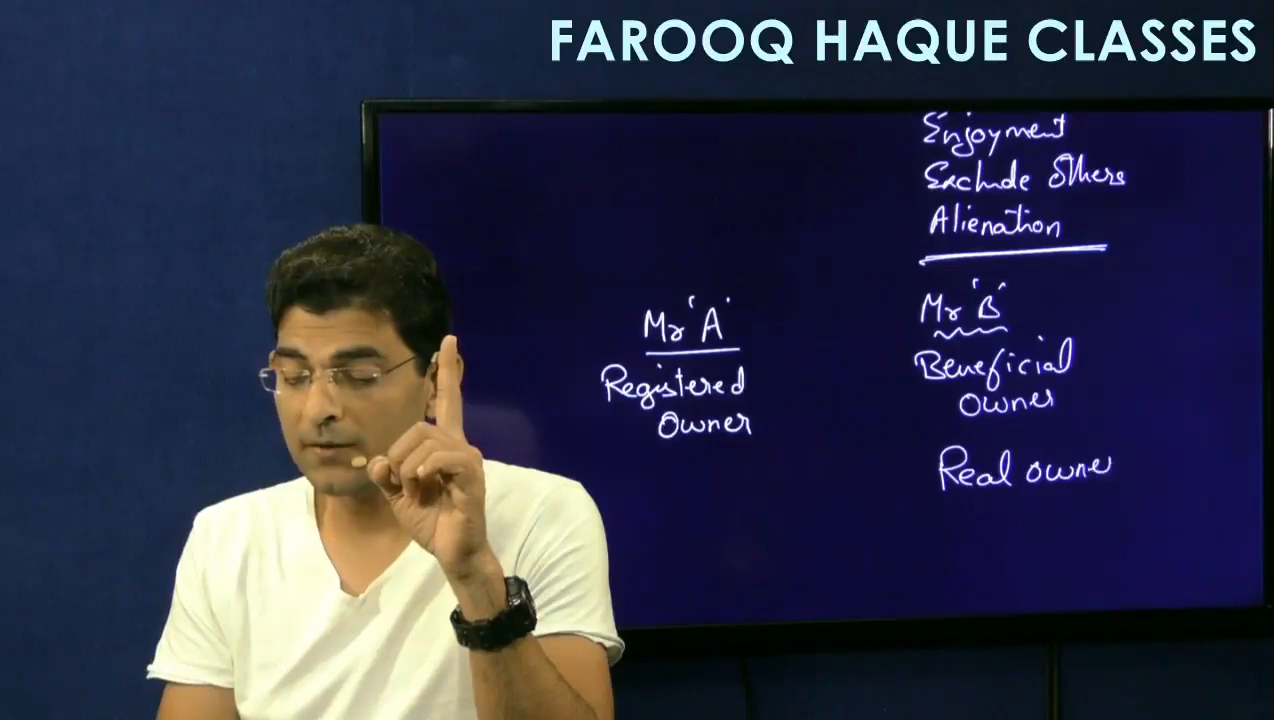 FAROOQ HAQUE CLASSES
Enjoyment
Exclude Others
Alienation
Mr 'A'
Registered
Owner
Mr 'B'
Beneficial
Owner
Real owner